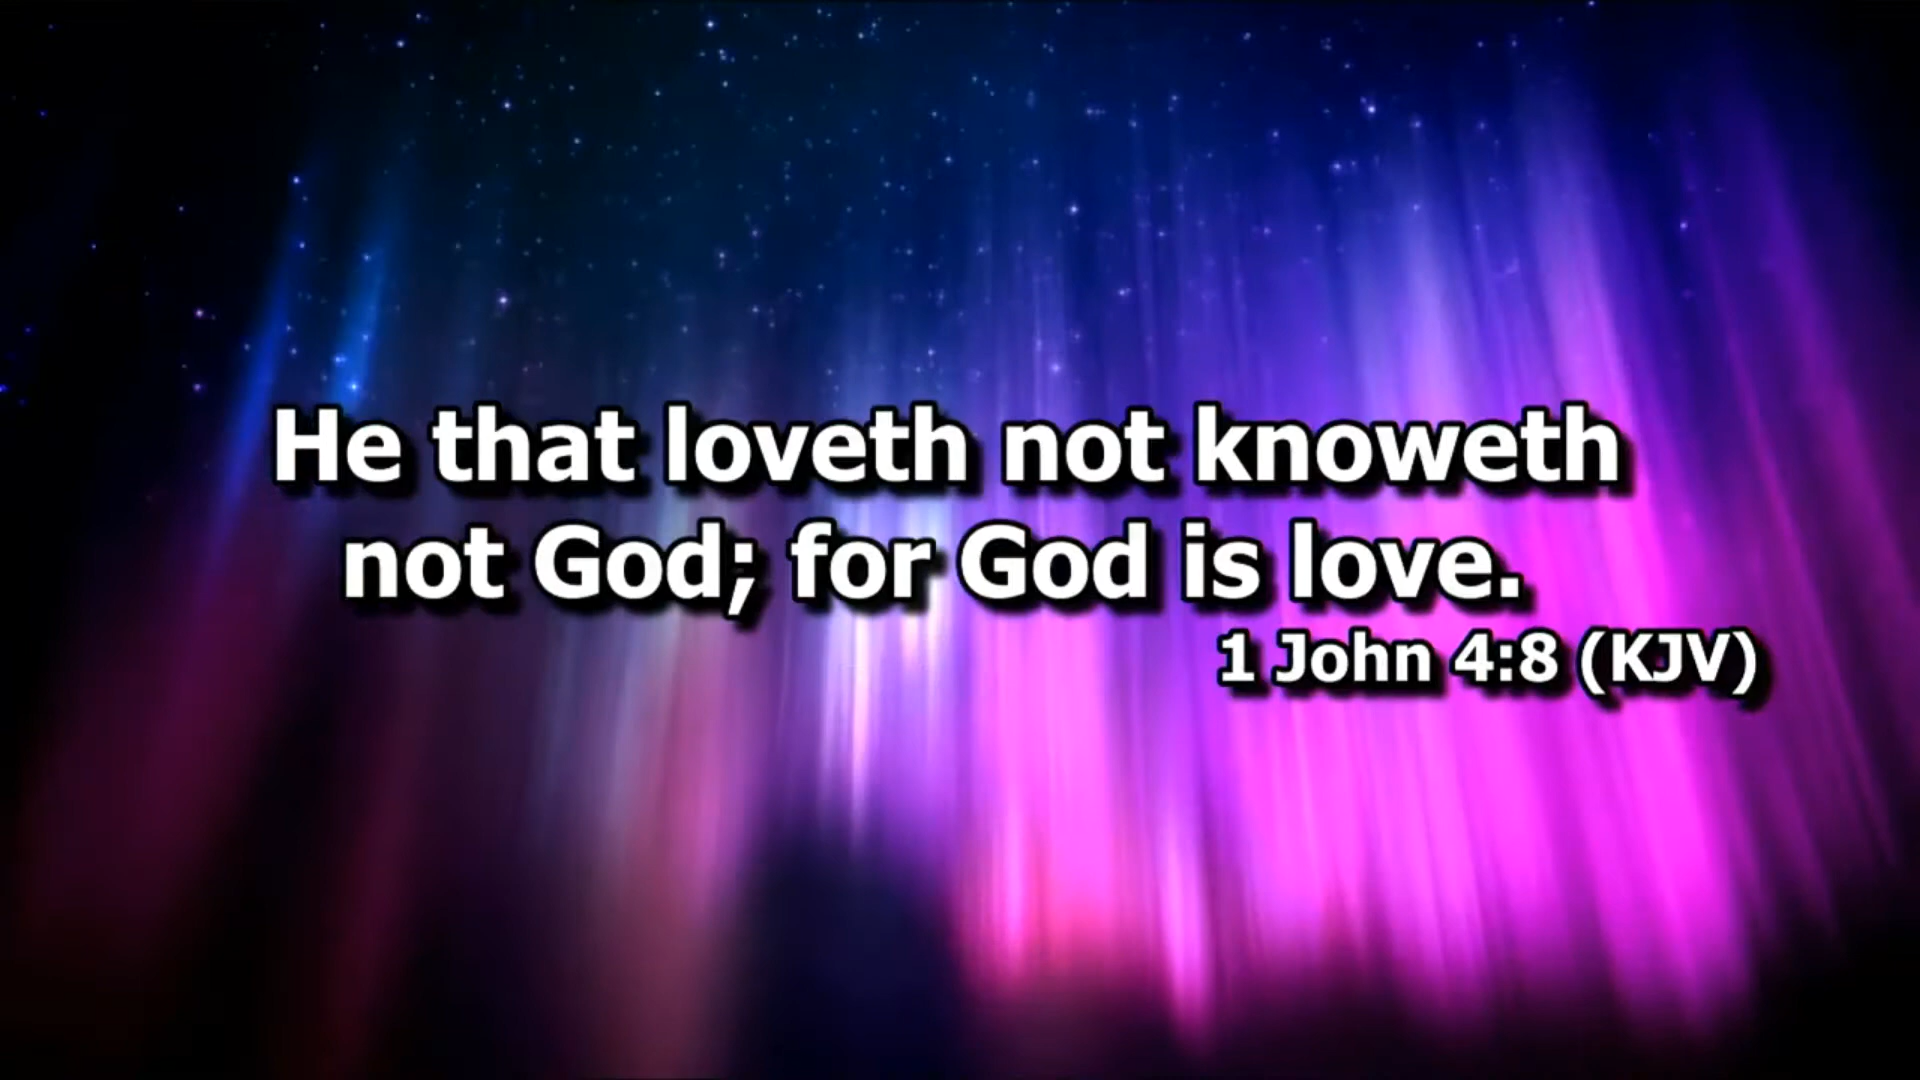 He that loveth not knoweth
not God; for God is love.
1 John 4:8 (KJV)